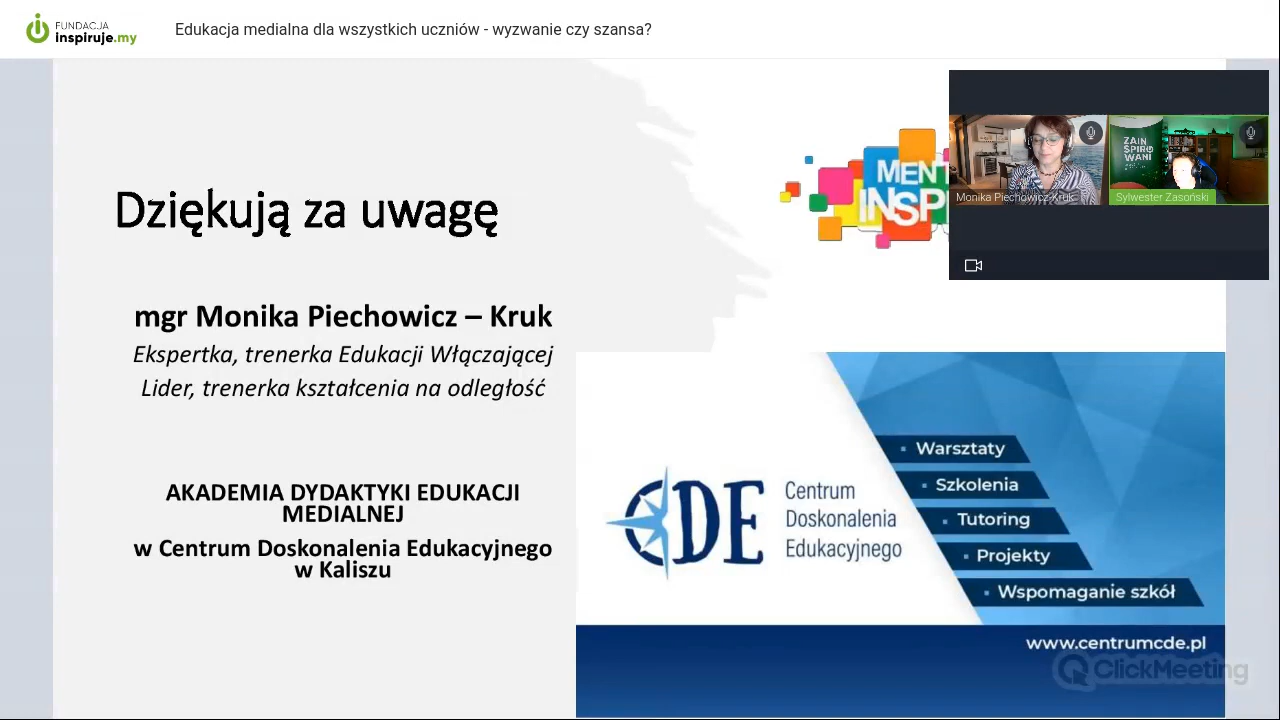 FUNDACJA
inspiruje.my
Edukacja medialna dla wszystkich uczniów - wyzwanie czy szansa?
MENT
INSP
ZAIN
SPIRO
WANI
Monika Piechowicz-Kruk
Sylwester Zasoński
Dziękują za uwagę
mgr Monika Piechowicz – Kruk
Ekspertka, trenerka Edukacji Włączającej
Lider, trenerka kształcenia na odległość
AKADEMIA DYDAKTYKI EDUKACJI
MEDIALNEJ
w Centrum Doskonalenia Edukacyjnego
w Kaliszu
CDE
Centrum
Doskonalenia
Edukacyjnego
Warsztaty
Szkolenia
Tutoring
Projekty
Wspomaganie szkół
www.centrumcde.pl
ClickMeeting